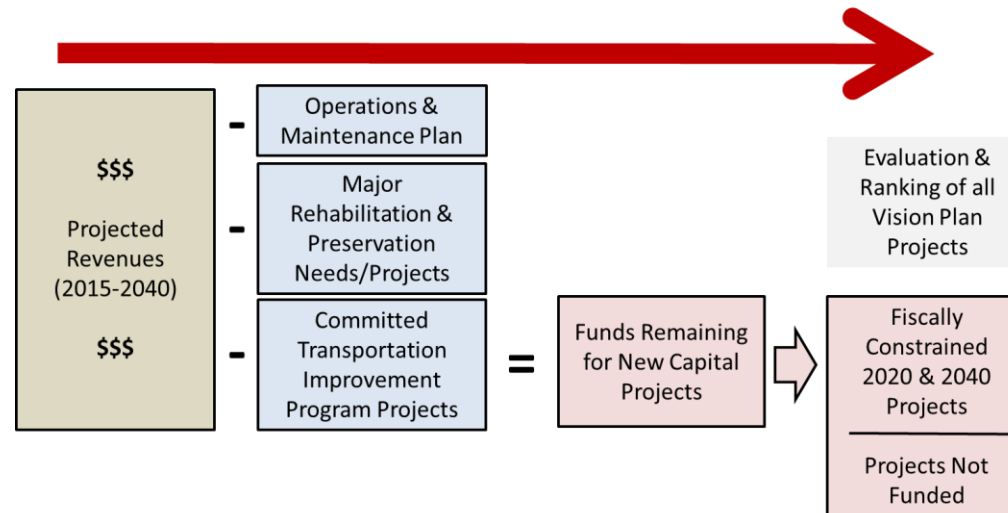 $$$
Projected
Revenues
(2015-2040)
$$$
-
Operations &
Maintenance Plan
-
Major
Rehabilitation &
Preservation
Needs/Projects
-
Committed
Transportation
Improvement
Program Projects
=
Funds Remaining
for New Capital
Projects
Evaluation &
Ranking of all
Vision Plan
Projects
Fiscally
Constrained
2020 & 2040
Projects
Projects Not
Funded